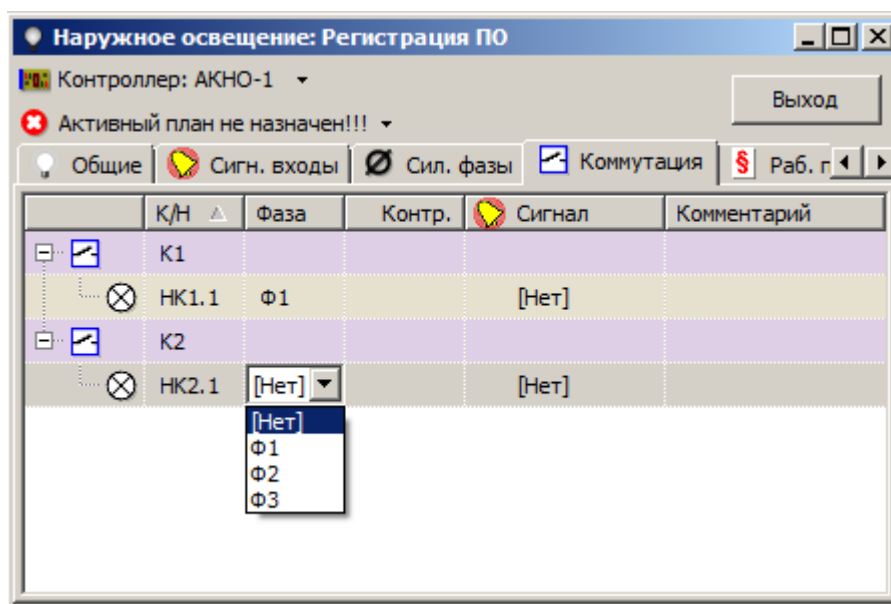 Наружное освещение: Регистрация ПО
Контроллер: АКНО-1
Выход
Активный план не назначен!!!
Общие Сигн. входы Сил. фазы Коммутация § Раб. г
К/Н Фаза Контр. Сигнал Комментарий
К1
НК1.1 Ф1 [Нет]
К2
НК2.1 [Нет] [Нет]
[Нет]
Ф1
Ф2
Ф3